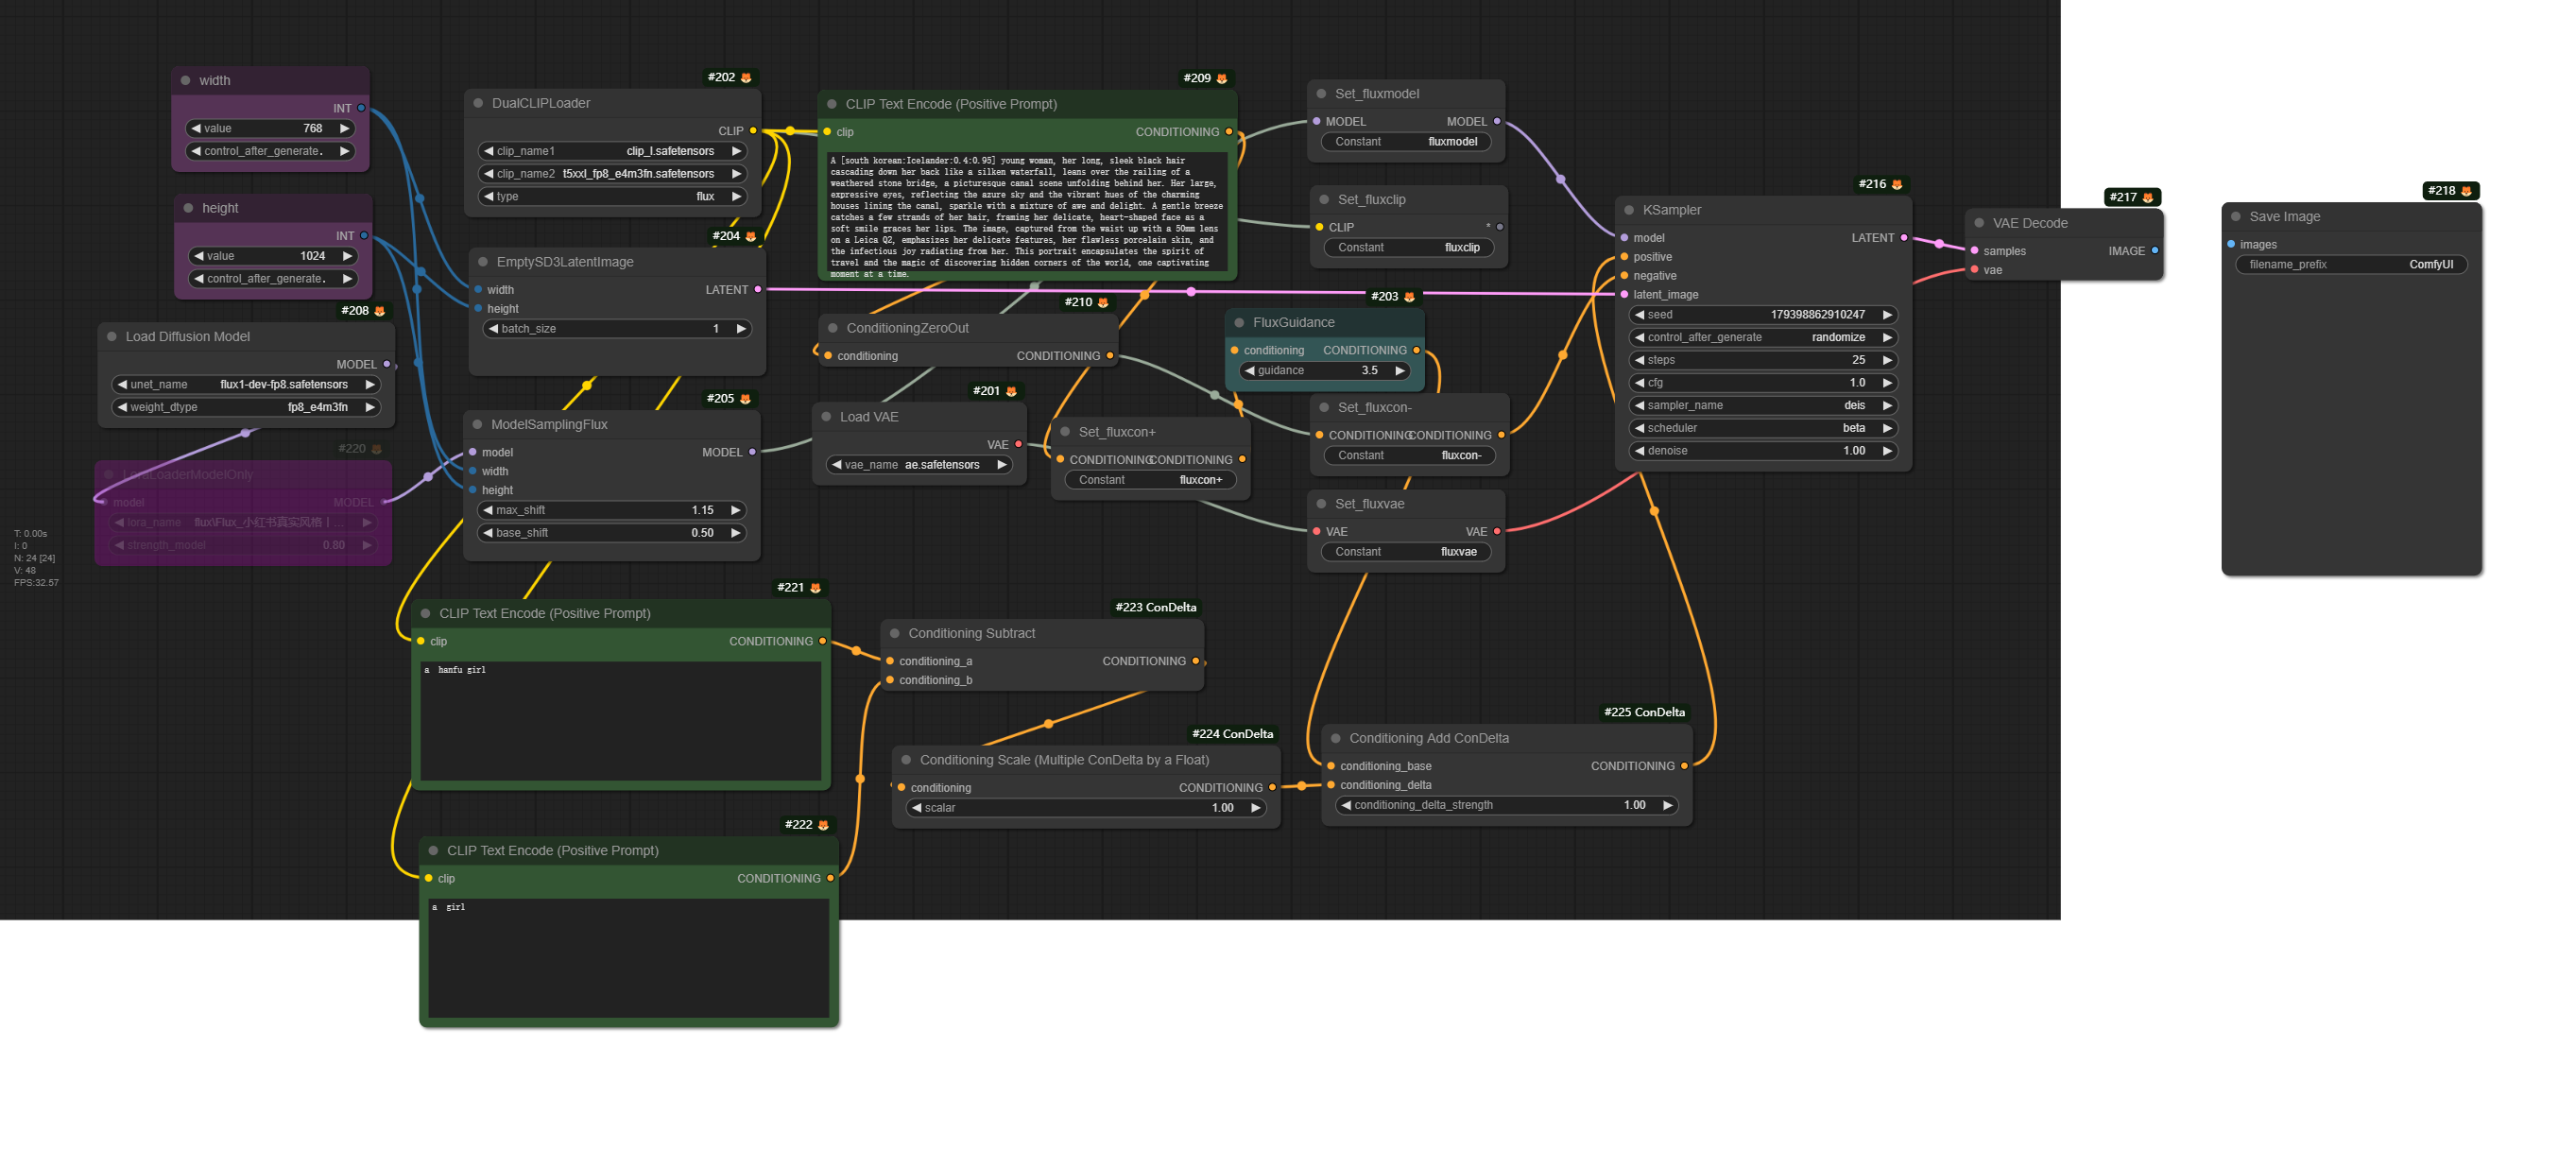 width
INT
value 768
control_after_generate.
height
INT
value 1024
control_after_generate.
#208
Load Diffusion Model
MODEL
unet_name flux1-dev-fp8.safetensors
weight_dtype fp8_e4m3fn
#220
LoraLoaderModelOnly
model MODEL
lora_name flux\Flux_小红书真实风格丨...
strength_model 0.80
T: 0.00s
I: 0
N: 24 [24]
V: 48
FPS:32.57
#202
DualCLIPLoader
CLIP
clip_name1 clip_l.safetensors
clip_name2 t5xxl_fp8_e4m3fn.safetensors
type flux
#204
EmptySD3LatentImage
width LATENT
height
batch_size 1
#205
ModelSamplingFlux
model MODEL
width
height
max_shift 1.15
base_shift 0.50
#209
CLIP Text Encode (Positive Prompt)
clip CONDITIONING
A [south korean:Icelander:0.4:0.95] young woman, her long, sleek black hair
cascading down her back like a silken waterfall, leans over the railing of a
weathered stone bridge, a picturesque canal scene unfolding behind her. Her large,
expressive eyes, reflecting the azure sky and the vibrant hues of the charming
houses lining the canal, sparkle with a mixture of awe and delight. A gentle breeze
catches a few strands of her hair, framing her delicate, heart-shaped face as a
soft smile graces her lips. The image, captured from the waist up with a 50mm lens
on a Leica Q2, emphasizes her delicate features, her flawless porcelain skin, and
the infectious joy radiating from her. This portrait encapsulates the spirit of
travel and the magic of discovering hidden corners of the world, one captivating
moment at a time.
#210
ConditioningZeroOut
conditioning CONDITIONING
#201
Load VAE
VAE
vae_name ae.safetensors
Set_fluxcon+
CONDITIONING CONDITIONING
Constant fluxcon+
#203
FluxGuidance
conditioning CONDITIONING
guidance 3.5
Set_fluxmodel
MODEL MODEL
Constant fluxmodel
Set_fluxclip
CLIP *
Constant fluxclip
Set_fluxcon-
CONDITIONING CONDITIONING
Constant fluxcon-
Set_fluxvae
VAE VAE
Constant fluxvae
#216
KSampler
model LATENT
positive
negative
latent_image
seed 179398862910247
control_after_generate randomize
steps 25
cfg 1.0
sampler_name deis
scheduler beta
denoise 1.00
#217
VAE Decode
samples IMAGE
vae
#218
Save Image
images
filename_prefix ComfyUI
#221
CLIP Text Encode (Positive Prompt)
clip CONDITIONING
a hanfu girl
#222
CLIP Text Encode (Positive Prompt)
clip CONDITIONING
a girl
#223 ConDelta
Conditioning Subtract
conditioning_a CONDITIONING
conditioning_b
#224 ConDelta
Conditioning Scale (Multiple ConDelta by a Float)
conditioning CONDITIONING
scalar 1.00
#225 ConDelta
Conditioning Add ConDelta
conditioning_base CONDITIONING
conditioning_delta
conditioning_delta_strength 1.00